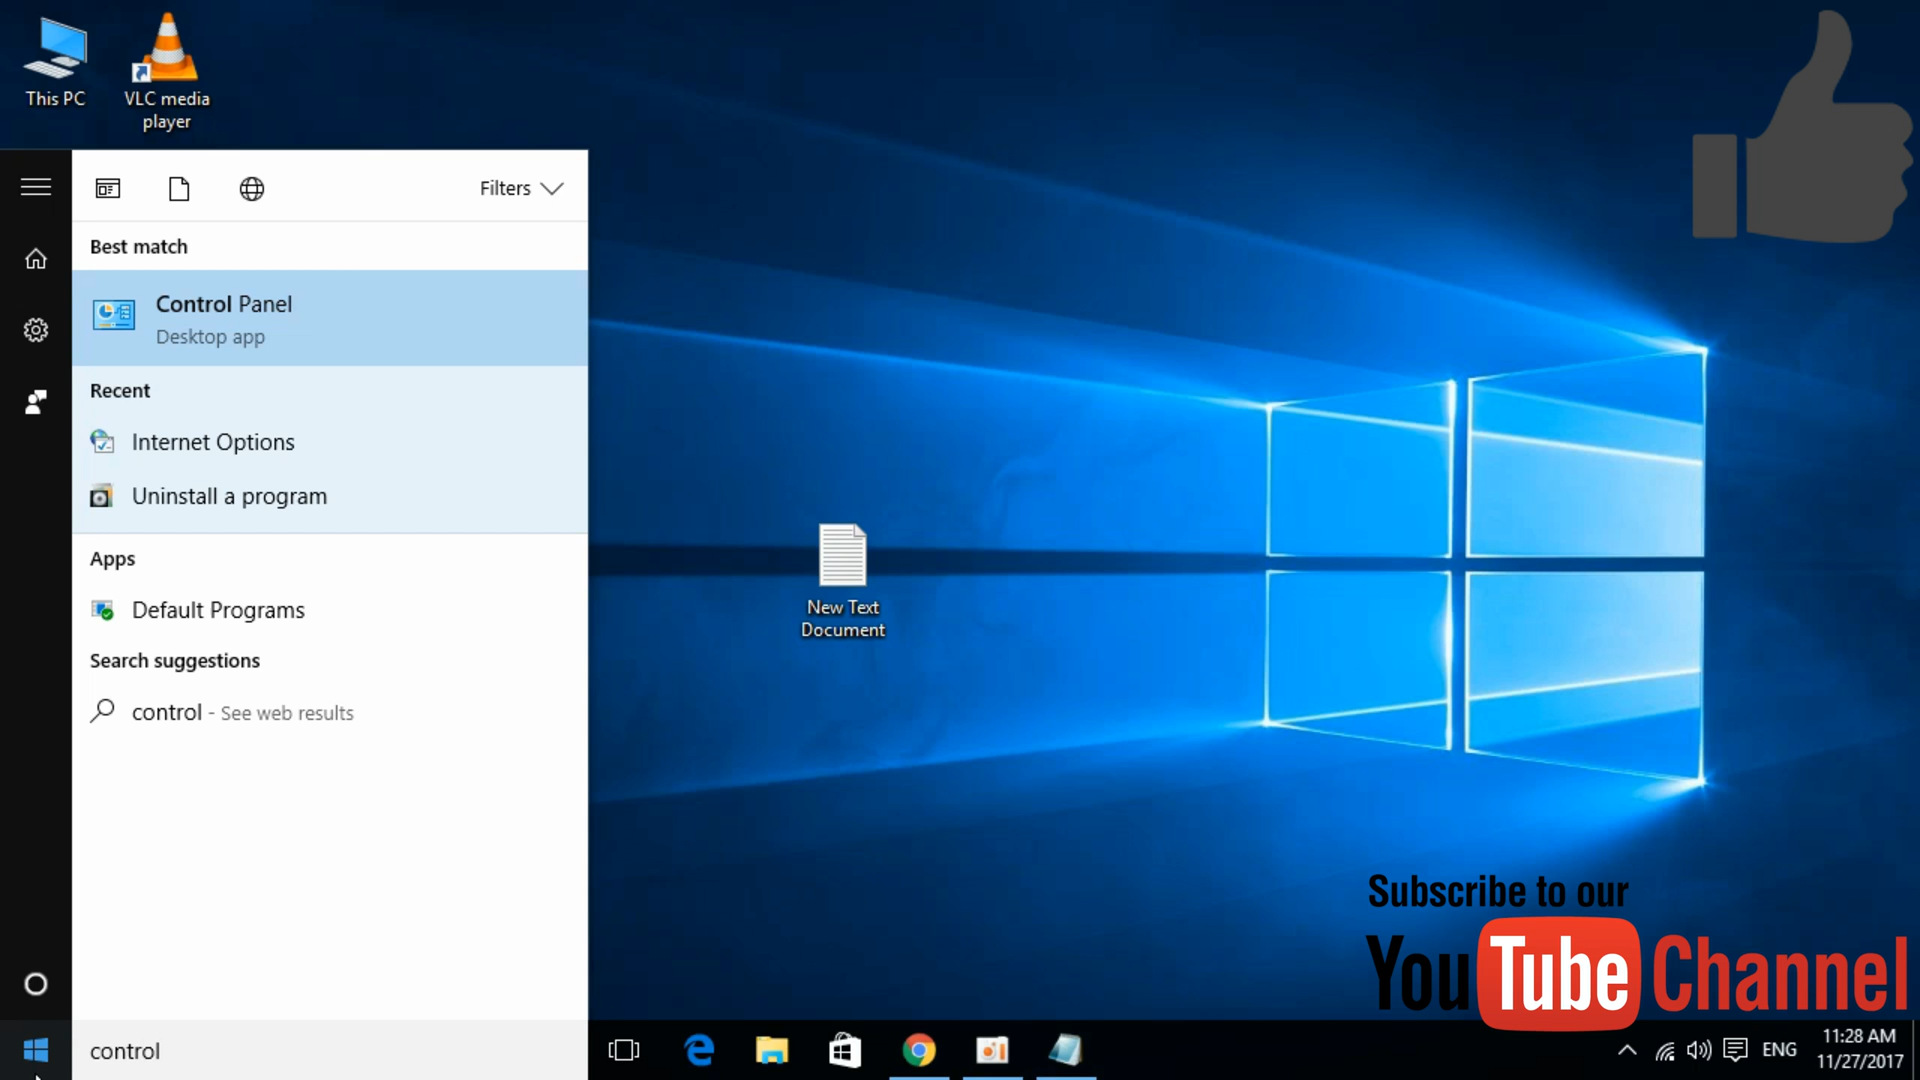 This PC
VLC media
player
Filters
Best match
Control Panel
Desktop app
Recent
Internet Options
Uninstall a program
Apps
Default Programs
Search suggestions
control - See web results
New Text
Document
Subscribe to our
YouTube Channel
control
ENG
11:28 AM
11/27/2017